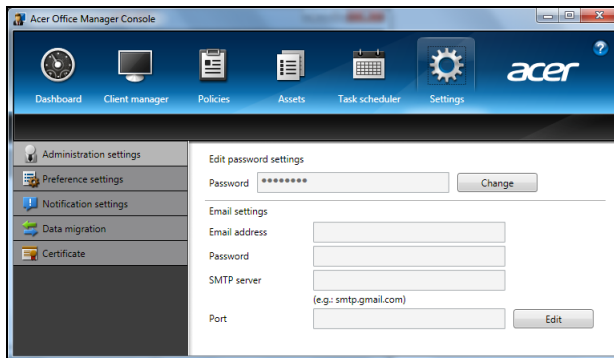 Acer Office Manager Console
Dashboard Client manager Policies Assets Task scheduler Settings acer ?
Administration settings
Preference settings
Notification settings
Data migration
Certificate
Edit password settings
Password ******** Change
Email settings
Email address
Password
SMTP server
(e.g.: smtp.gmail.com)
Port Edit